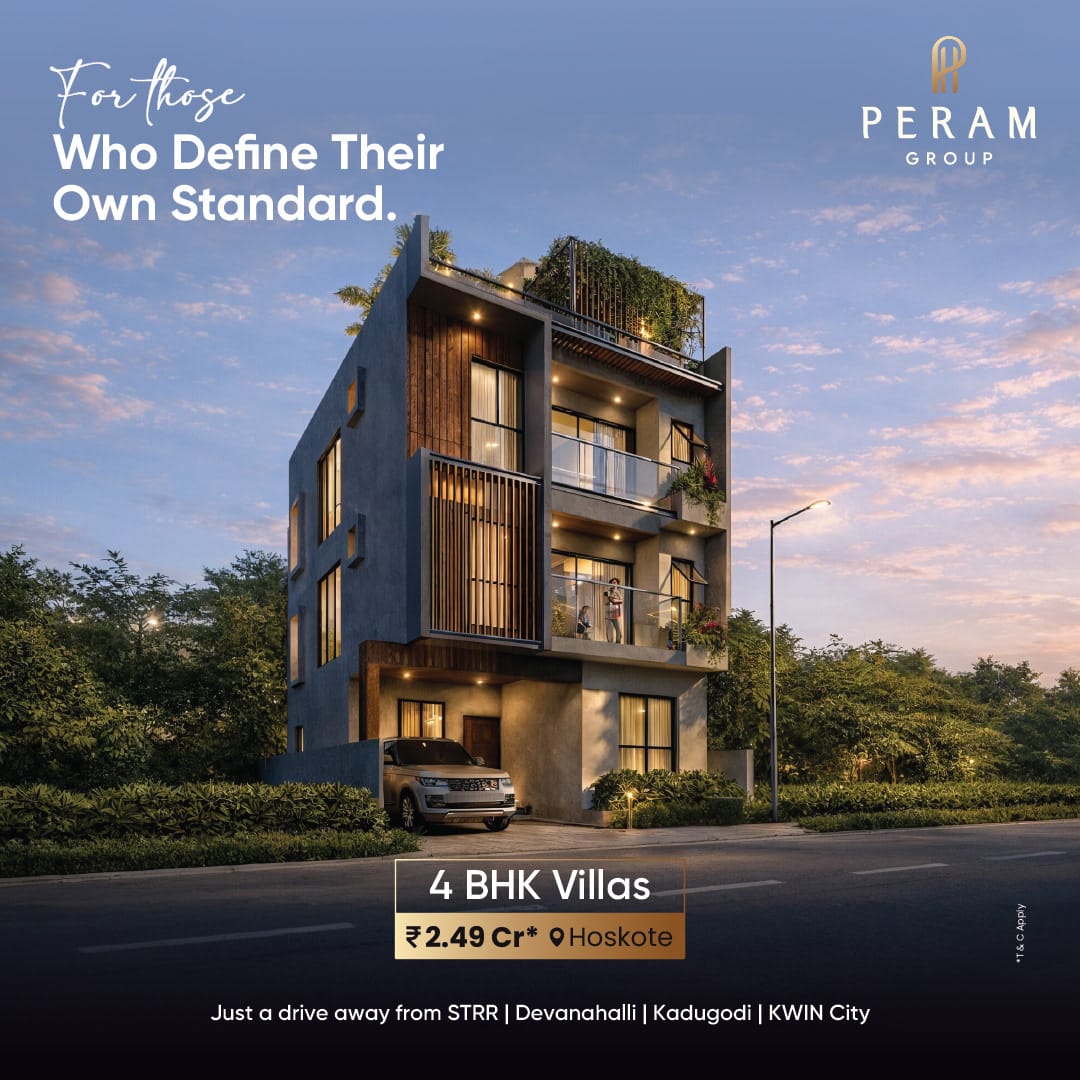 For those
Who Define Their
Own Standard.
PERAM
GROUP
4 BHK Villas
₹2.49 Cr* Hoskote
*T & C Apply
Just a drive away from STRR | Devanahalli | Kadugodi | KWIN City